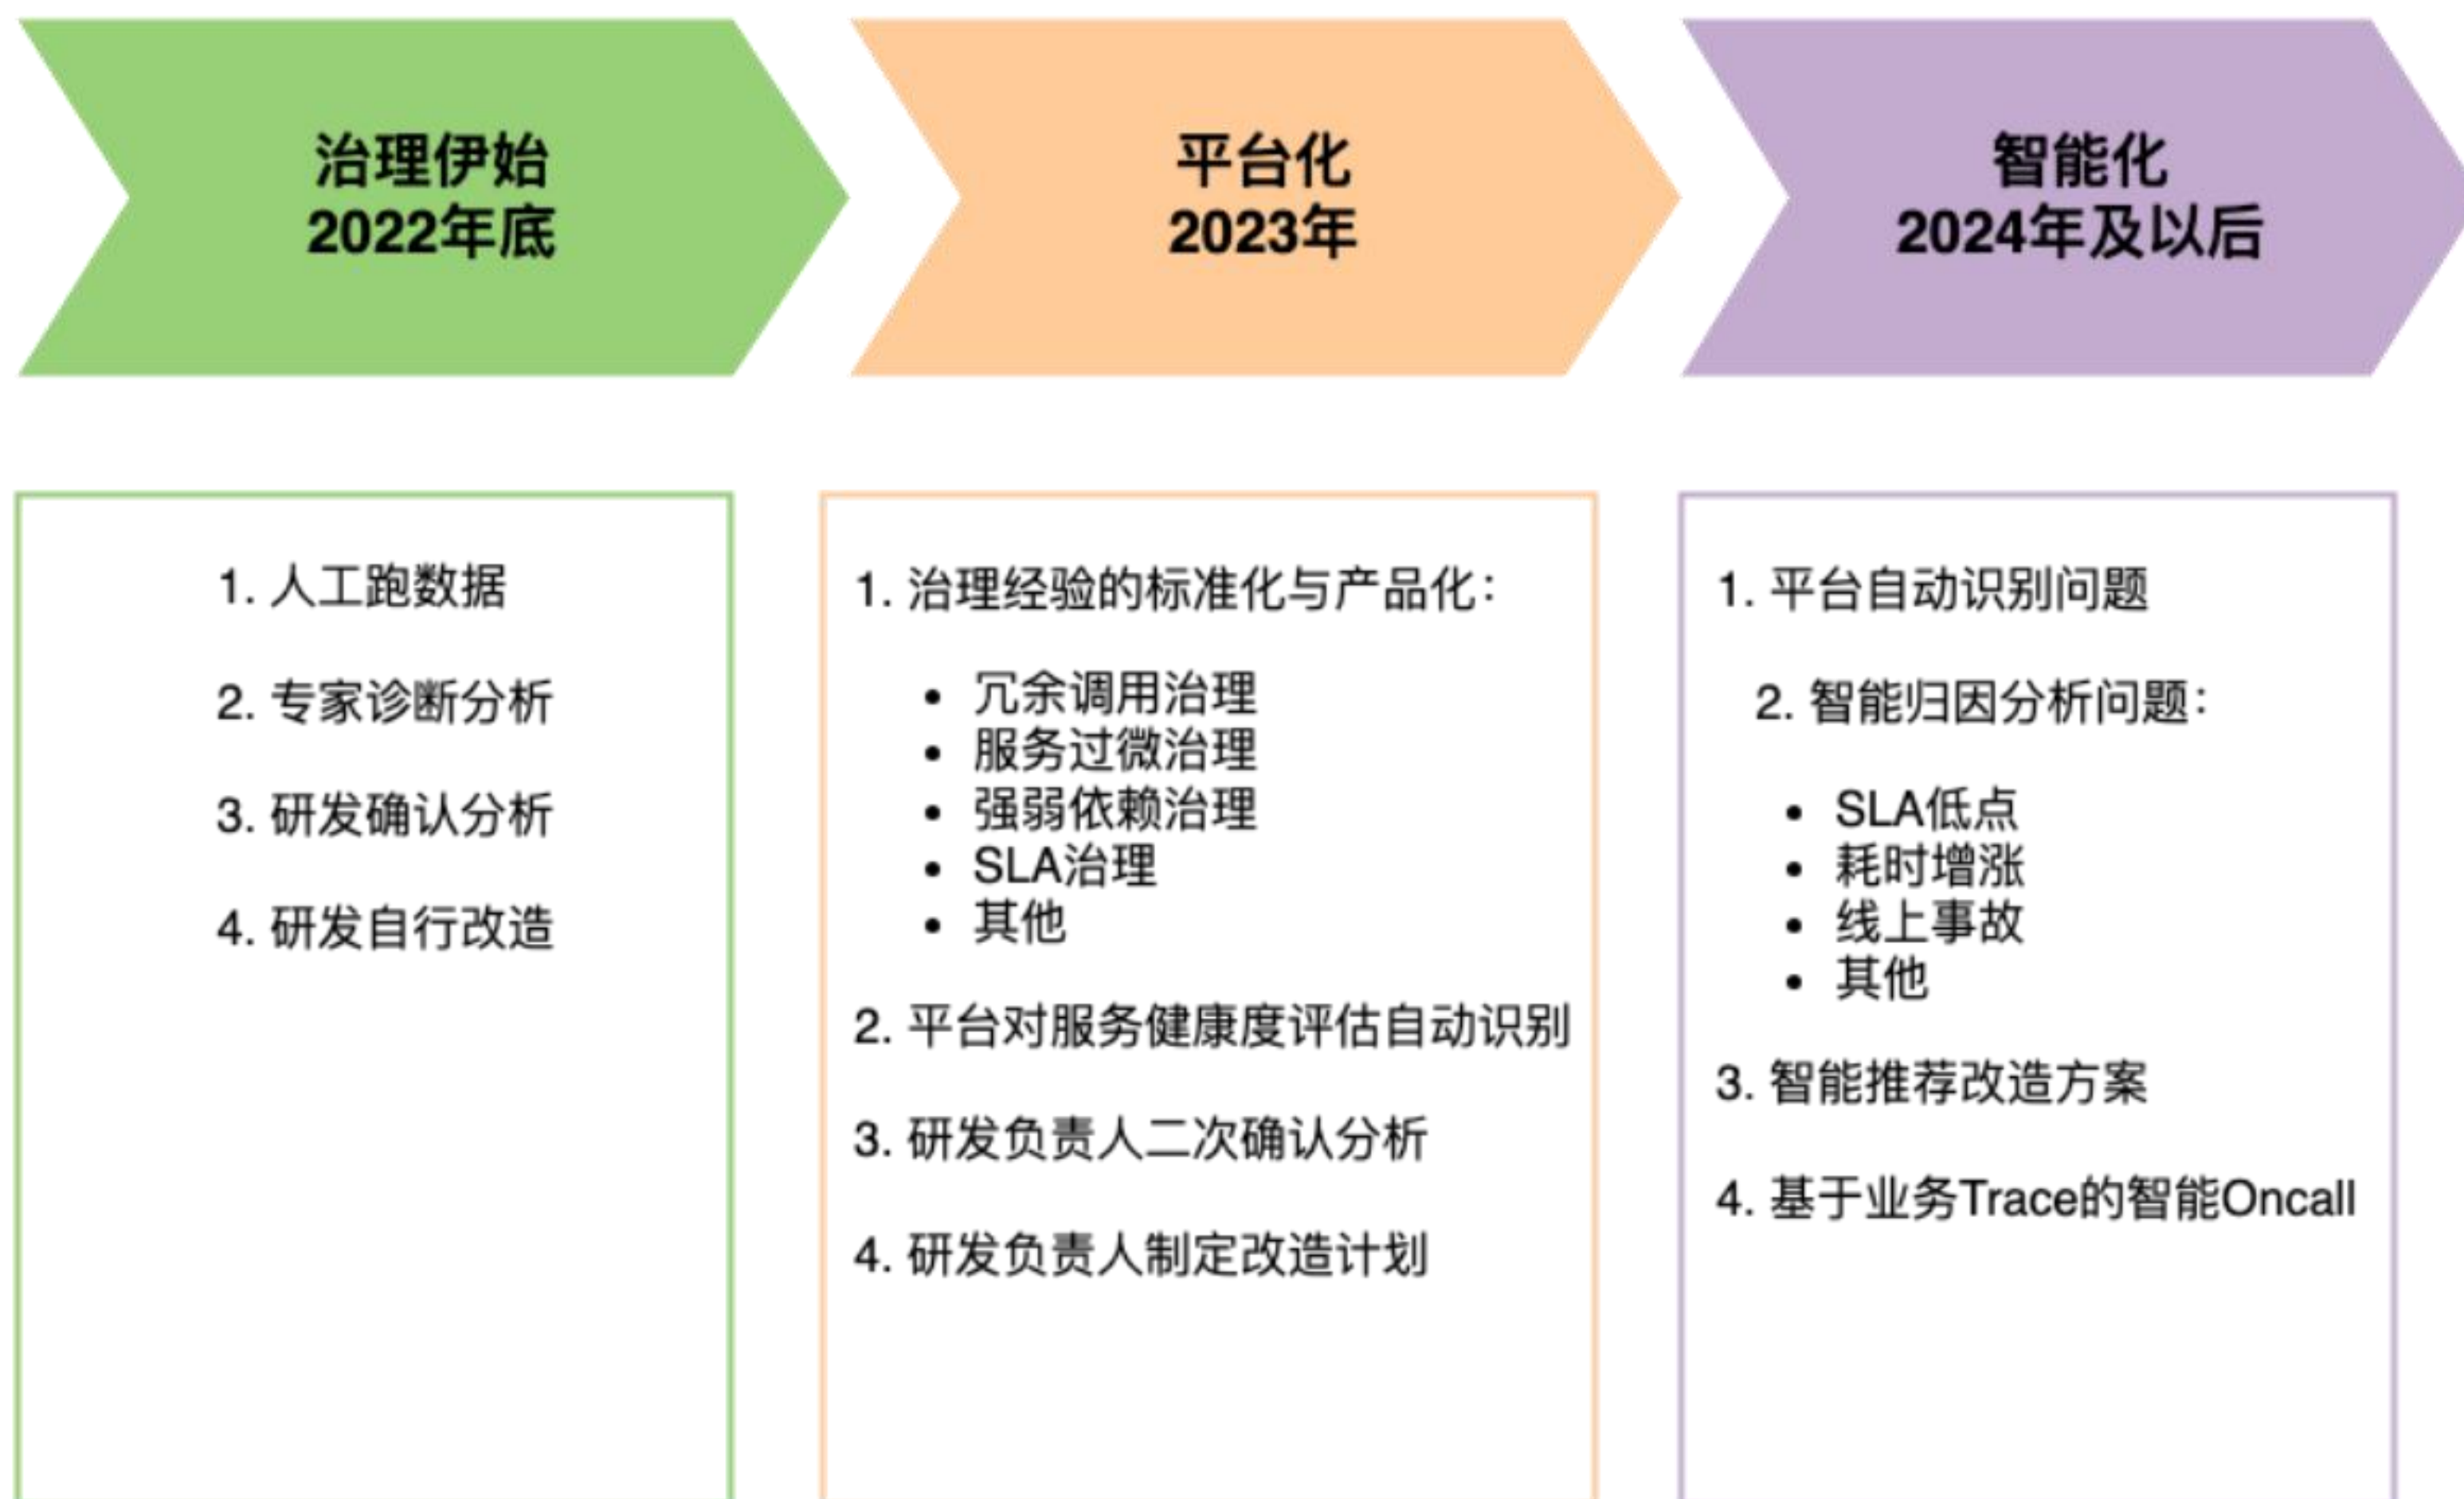 治理伊始
2022年底
平台化
2023年
智能化
2024年及以后
1. 人工跑数据
2. 专家诊断分析
3. 研发确认分析
4. 研发自行改造
1. 治理经验的标准化与产品化：
• 冗余调用治理
• 服务过微治理
• 强弱依赖治理
• SLA治理
• 其他
2. 平台对服务健康度评估自动识别
3. 研发负责人二次确认分析
4. 研发负责人制定改造计划
1. 平台自动识别问题
2. 智能归因分析问题：
• SLA低点
• 耗时增涨
• 线上事故
• 其他
3. 智能推荐改造方案
4. 基于业务Trace的智能Oncall